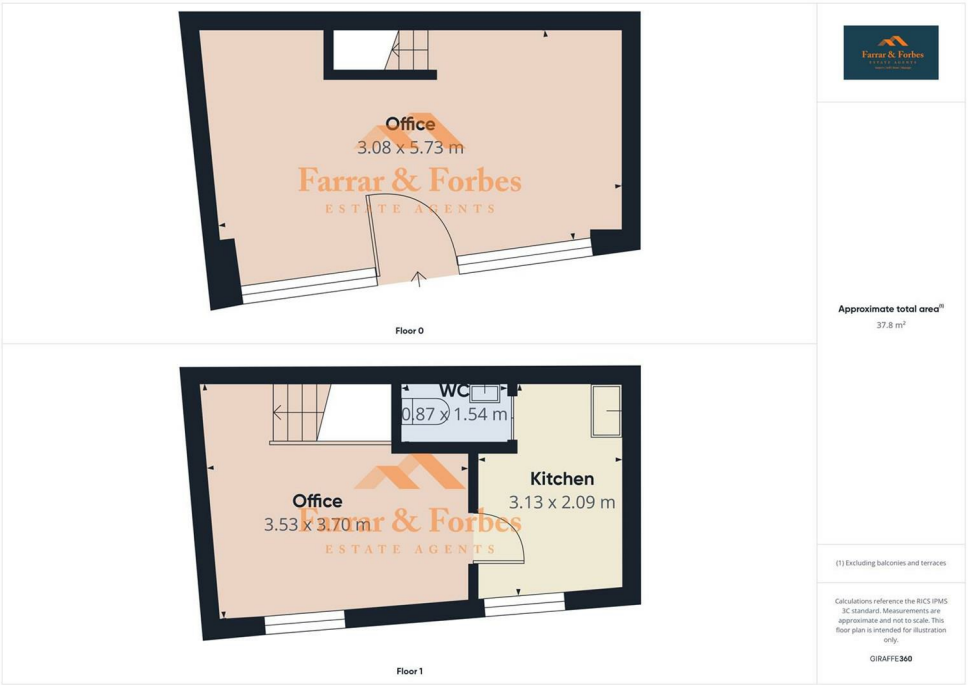 Office
3.08 x 5.73 m
Farrar & Forbes
ESTATE AGENTS
Floor 0
WC
0.87 x 1.54 m
Kitchen
3.13 x 2.09 m
Office
3.53 x 3.70 m
Farrar & Forbes
ESTATE AGENTS
Floor 1
Farrar & Forbes
ESTATE AGENTS
Approximate total area(1)
37.8 m²
(1) Excluding balconies and terraces
Calculations reference the RICS IPMS
3C standard. Measurements are
approximate and not to scale. This
floor plan is intended for illustration
only.
GIRAFFE360